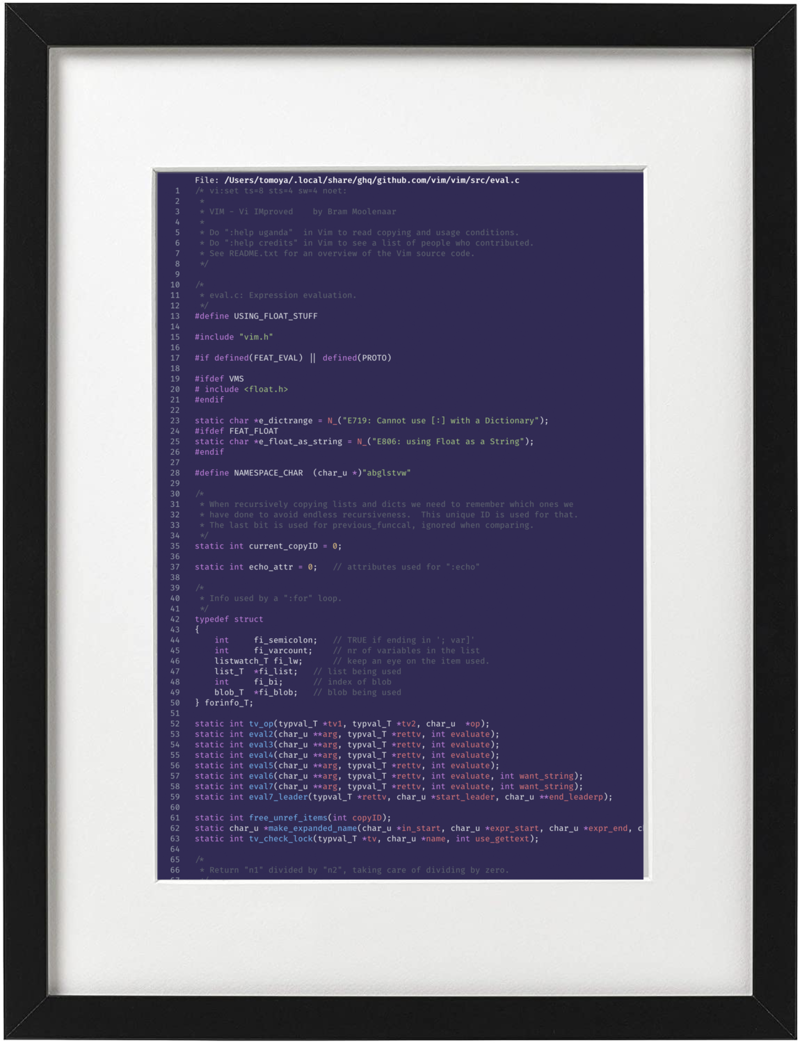 File: /Users/tomoya/.local/share/ghq/github.com/vim/vim/src/eval.c
1 /* vi:set ts=8 sts=4 sw=4 noet:
2  *
3  * VIM - Vi IMproved    by Bram Moolenaar
4  *
5  * Do ":help uganda"  in Vim to read copying and usage conditions.
6  * Do ":help credits" in Vim to see a list of people who contributed.
7  * See README.txt for an overview of the Vim source code.
8  */
9
10 /*
11  * eval.c: Expression evaluation.
12  */
13 #define USING_FLOAT_STUFF
14
15 #include "vim.h"
16
17 #if defined(FEAT_EVAL) || defined(PROTO)
18
19 #ifdef VMS
20 # include <float.h>
21 #endif
22
23 static char *e_dictrange = N_("E719: Cannot use [:] with a Dictionary");
24 #ifdef FEAT_FLOAT
25 static char *e_float_as_string = N_("E806: using Float as a String");
26 #endif
27
28 #define NAMESPACE_CHAR  (char_u *)"abglstvw"
29
30 /*
31  * When recursively copying lists and dicts we need to remember which ones we
32  * have done to avoid endless recursiveness.  This unique ID is used for that.
33  * The last bit is used for previous_funccal, ignored when comparing.
34  */
35 static int current_copyID = 0;
36
37 static int echo_attr = 0;   // attributes used for ":echo"
38
39 /*
40  * Info used by a ":for" loop.
41  */
42 typedef struct
43 {
44     int     fi_semicolon;   // TRUE if ending in '; var]'
45     int     fi_varcount;    // nr of variables in the list
46     listwatch_T fi_lw;      // keep an eye on the item used.
47     list_T  *fi_list;   // list being used
48     int     fi_bi;      // index of blob
49     blob_T  *fi_blob;   // blob being used
50 } forinfo_T;
51
52 static int tv_op(typval_T *tv1, typval_T *tv2, char_u  *op);
53 static int eval2(char_u **arg, typval_T *rettv, int evaluate);
54 static int eval3(char_u **arg, typval_T *rettv, int evaluate);
55 static int eval4(char_u **arg, typval_T *rettv, int evaluate);
56 static int eval5(char_u **arg, typval_T *rettv, int evaluate);
57 static int eval6(char_u **arg, typval_T *rettv, int evaluate, int want_string);
58 static int eval7(char_u **arg, typval_T *rettv, int evaluate, int want_string);
59 static int eval7_leader(typval_T *rettv, char_u *start_leader, char_u **end_leaderp);
60
61 static int free_unref_items(int copyID);
62 static char_u *make_expanded_name(char_u *in_start, char_u *expr_start, char_u *expr_end, c
63 static int tv_check_lock(typval_T *tv, char_u *name, int use_gettext);
64
65 /*
66  * Return "n1" divided by "n2", taking care of dividing by zero.